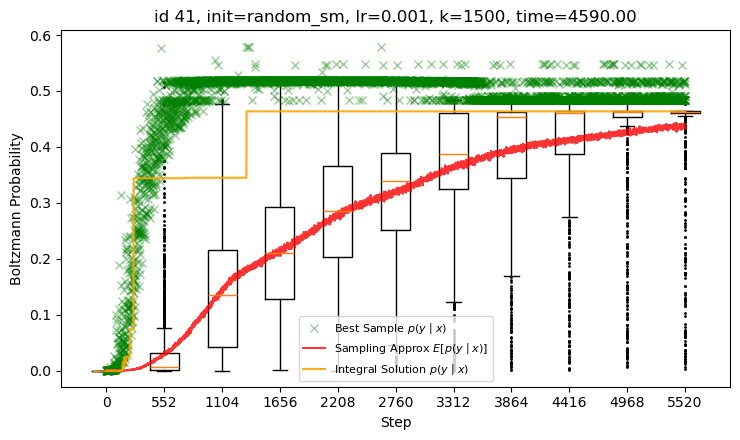 id 41, init=random_sm, lr=0.001, k=1500, time=4590.00
Boltzmann Probability
0.6
0.5
0.4
0.3
0.2
0.1
0.0
Best Sample p(y | x)
Sampling Approx E[p(y | x)]
Integral Solution p(y | x)
0 552 1104 1656 2208 2760 3312 3864 4416 4968 5520
Step